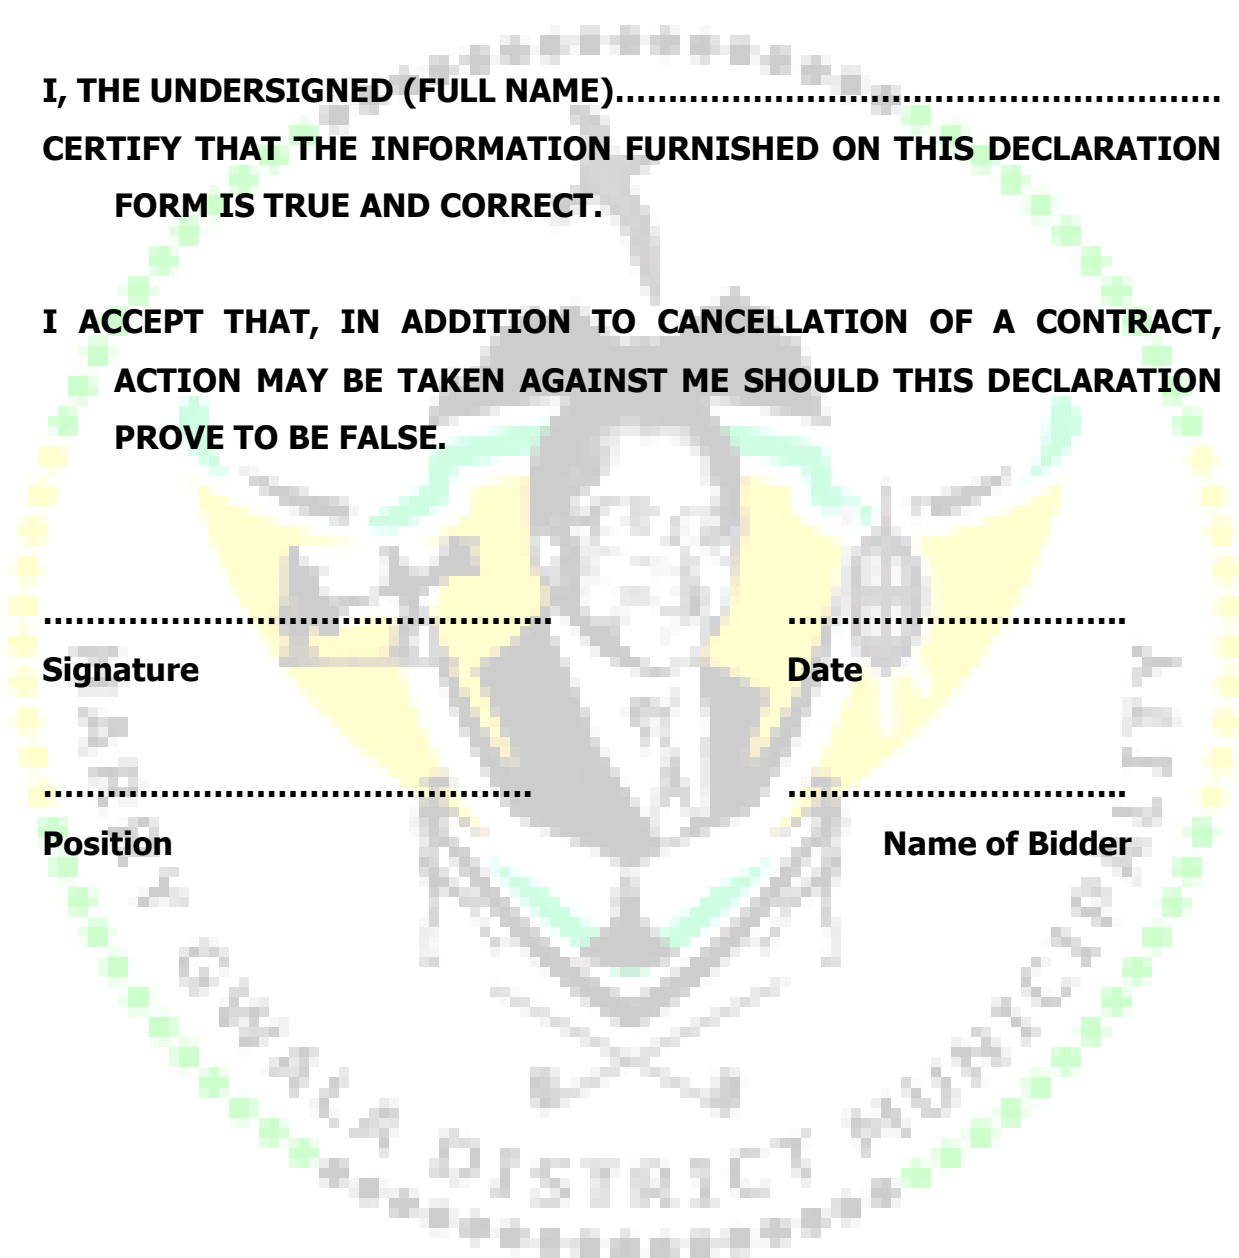 I, THE UNDERSIGNED (FULL NAME).........................................................
CERTIFY THAT THE INFORMATION FURNISHED ON THIS DECLARATION
FORM IS TRUE AND CORRECT.
I ACCEPT THAT, IN ADDITION TO CANCELLATION OF A CONTRACT,
ACTION MAY BE TAKEN AGAINST ME SHOULD THIS DECLARATION
PROVE TO BE FALSE.
................................................ ................................
Signature Date
.............................................. ................................
Position Name of Bidder
HARRY GWALA DISTRICT MUNICIPALITY